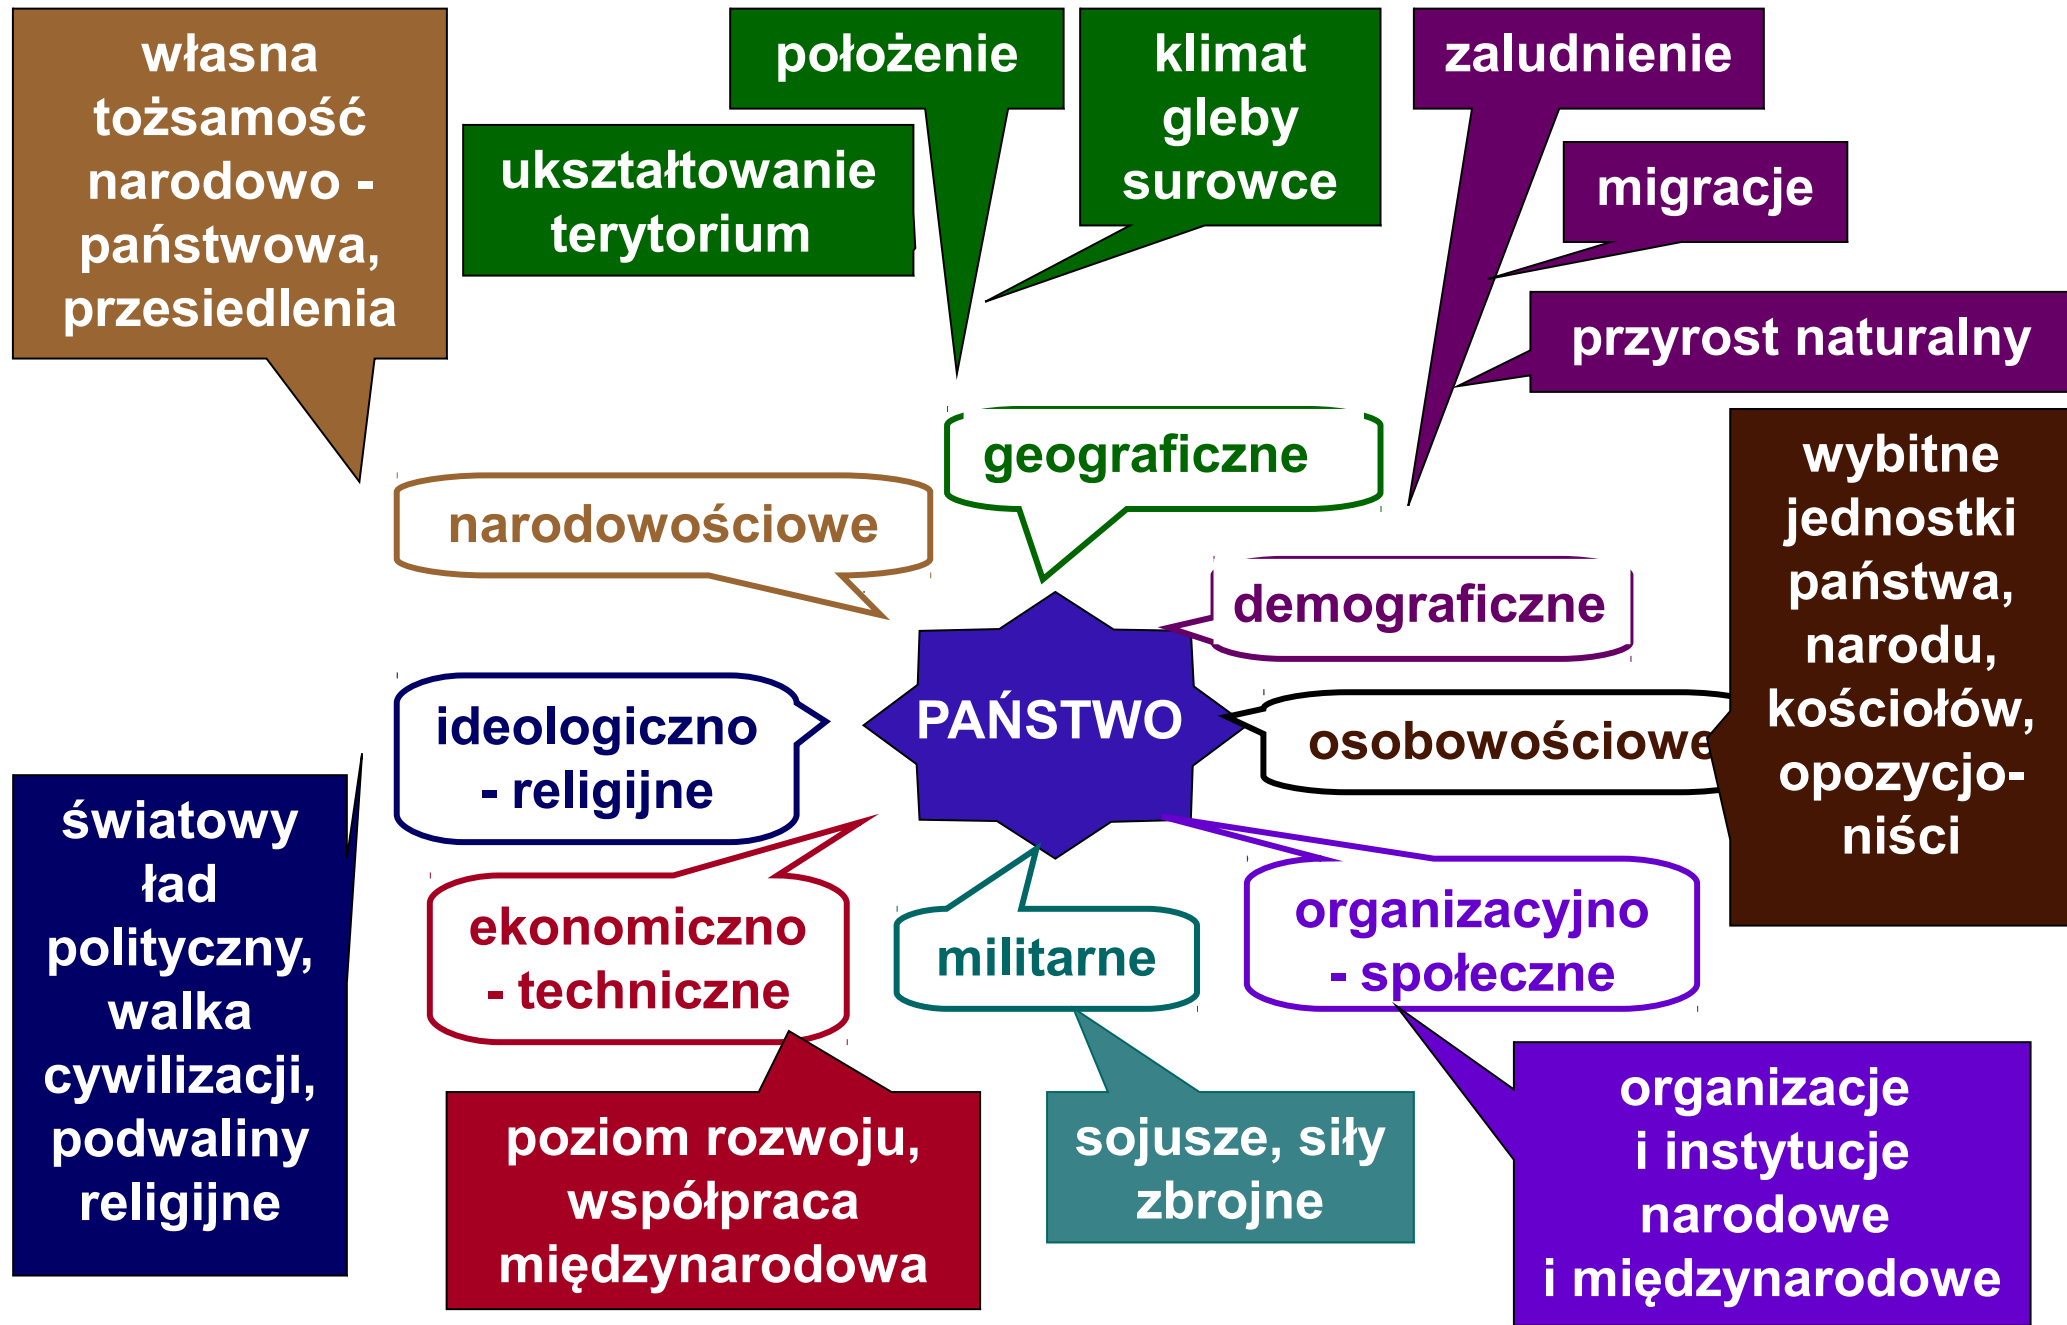 własna
tożsamość
narodowo -
państwowa,
przesiedlenia
położenie
ukształtowanie
terytorium
klimat
gleby
surowce
zaludnienie
migracje
przyrost naturalny
geograficzne
narodowościowe
demograficzne
wybitne
jednostki
państwa,
narodu,
kościołów,
opozycjo-
niści
ideologiczno
- religijne
PAŃSTWO
osobowościowe
światowy
ład
polityczny,
walka
cywilizacji,
podwaliny
religijne
ekonomiczno
- techniczne
militarne
organizacyjno
- społeczne
poziom rozwoju,
współpraca
międzynarodowa
sojusze, siły
zbrojne
organizacje
i instytucje
narodowe
i międzynarodowe